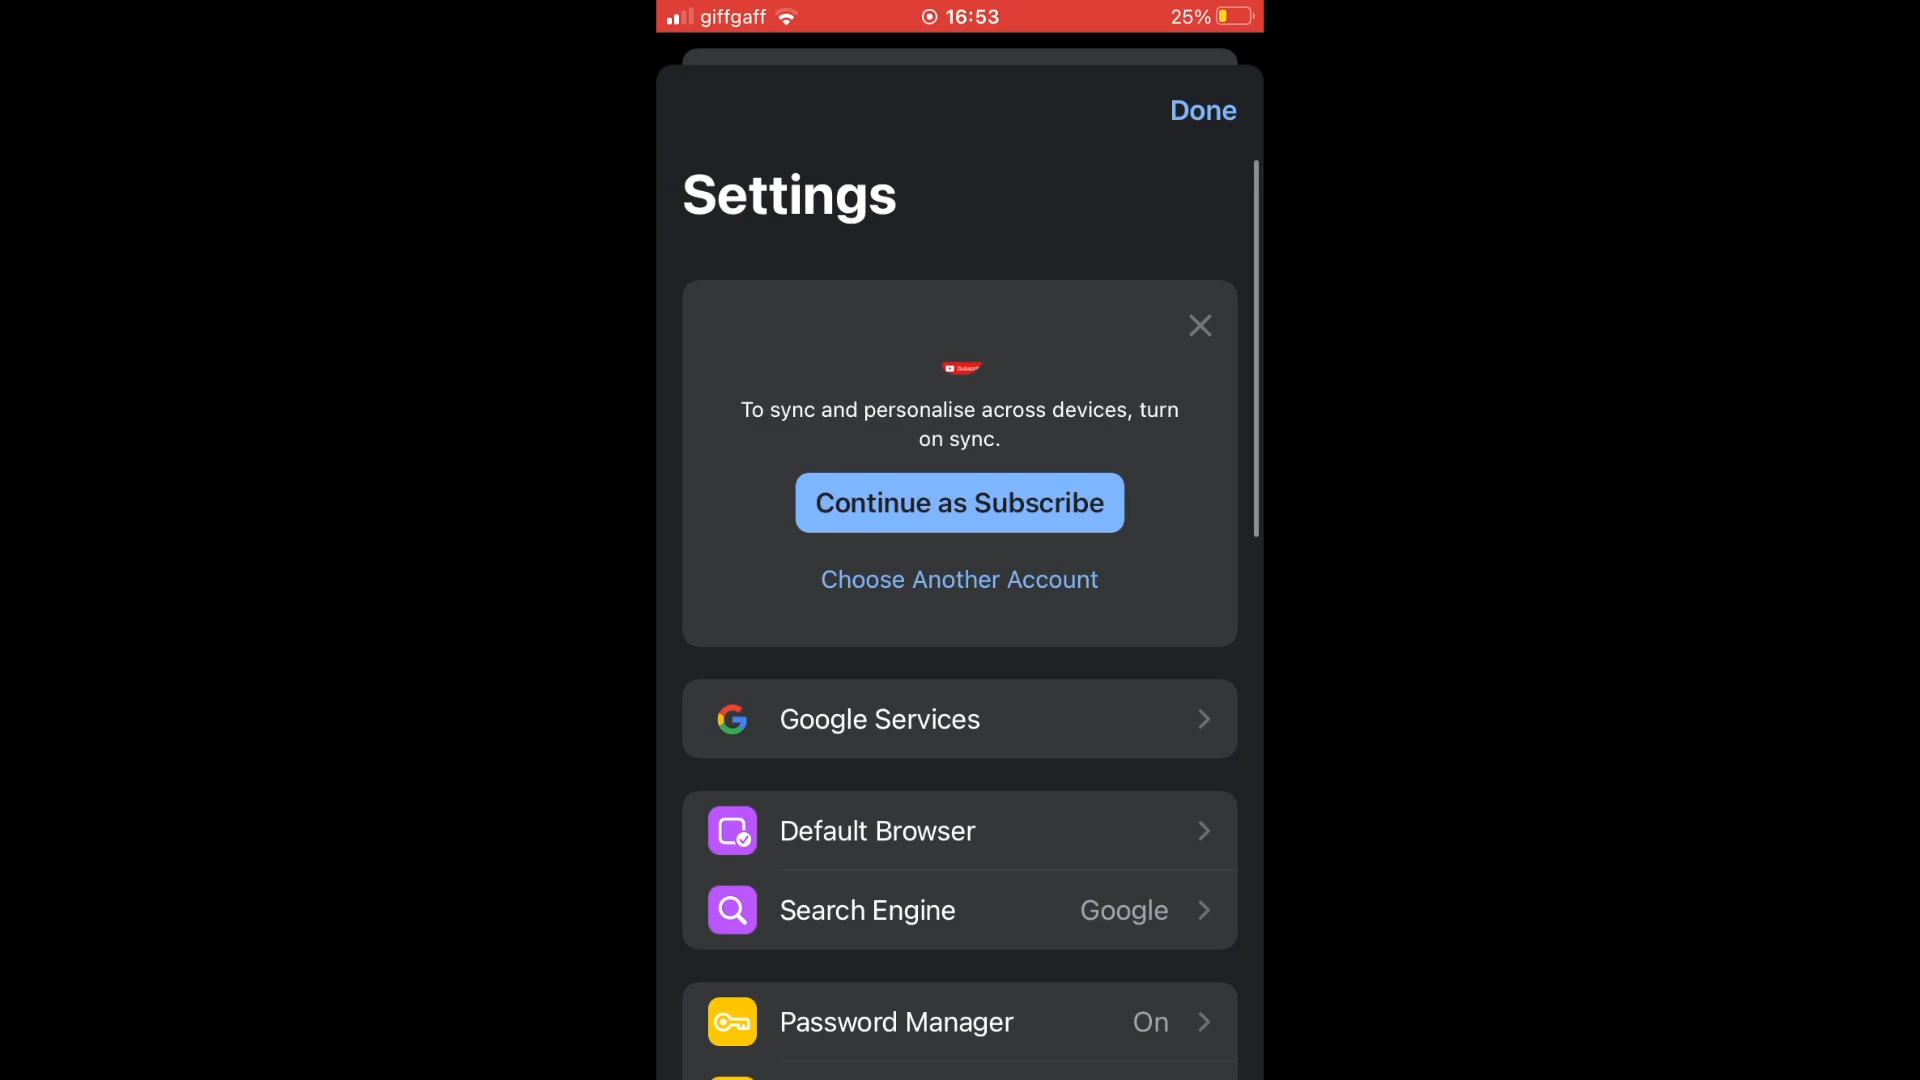 giffgaff 16:53 25%
Done
Settings
To sync and personalise across devices, turn
on sync.
Continue as Subscribe
Choose Another Account
Google Services
Default Browser
Search Engine Google
Password Manager On